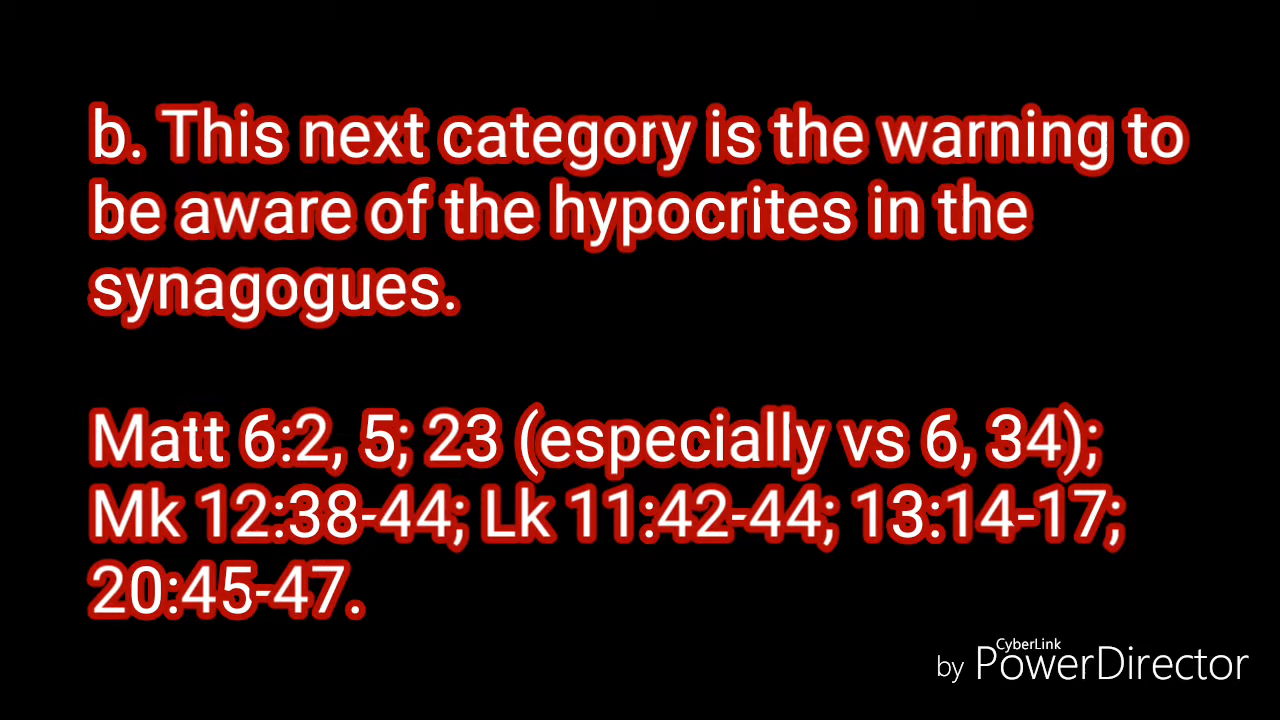 b. This next category is the warning to
be aware of the hypocrites in the
synagogues.
Matt 6:2, 5; 23 (especially vs 6, 34);
Mk 12:38-44; Lk 11:42-44; 13:14-17;
20:45-47.
CyberLink
by PowerDirector